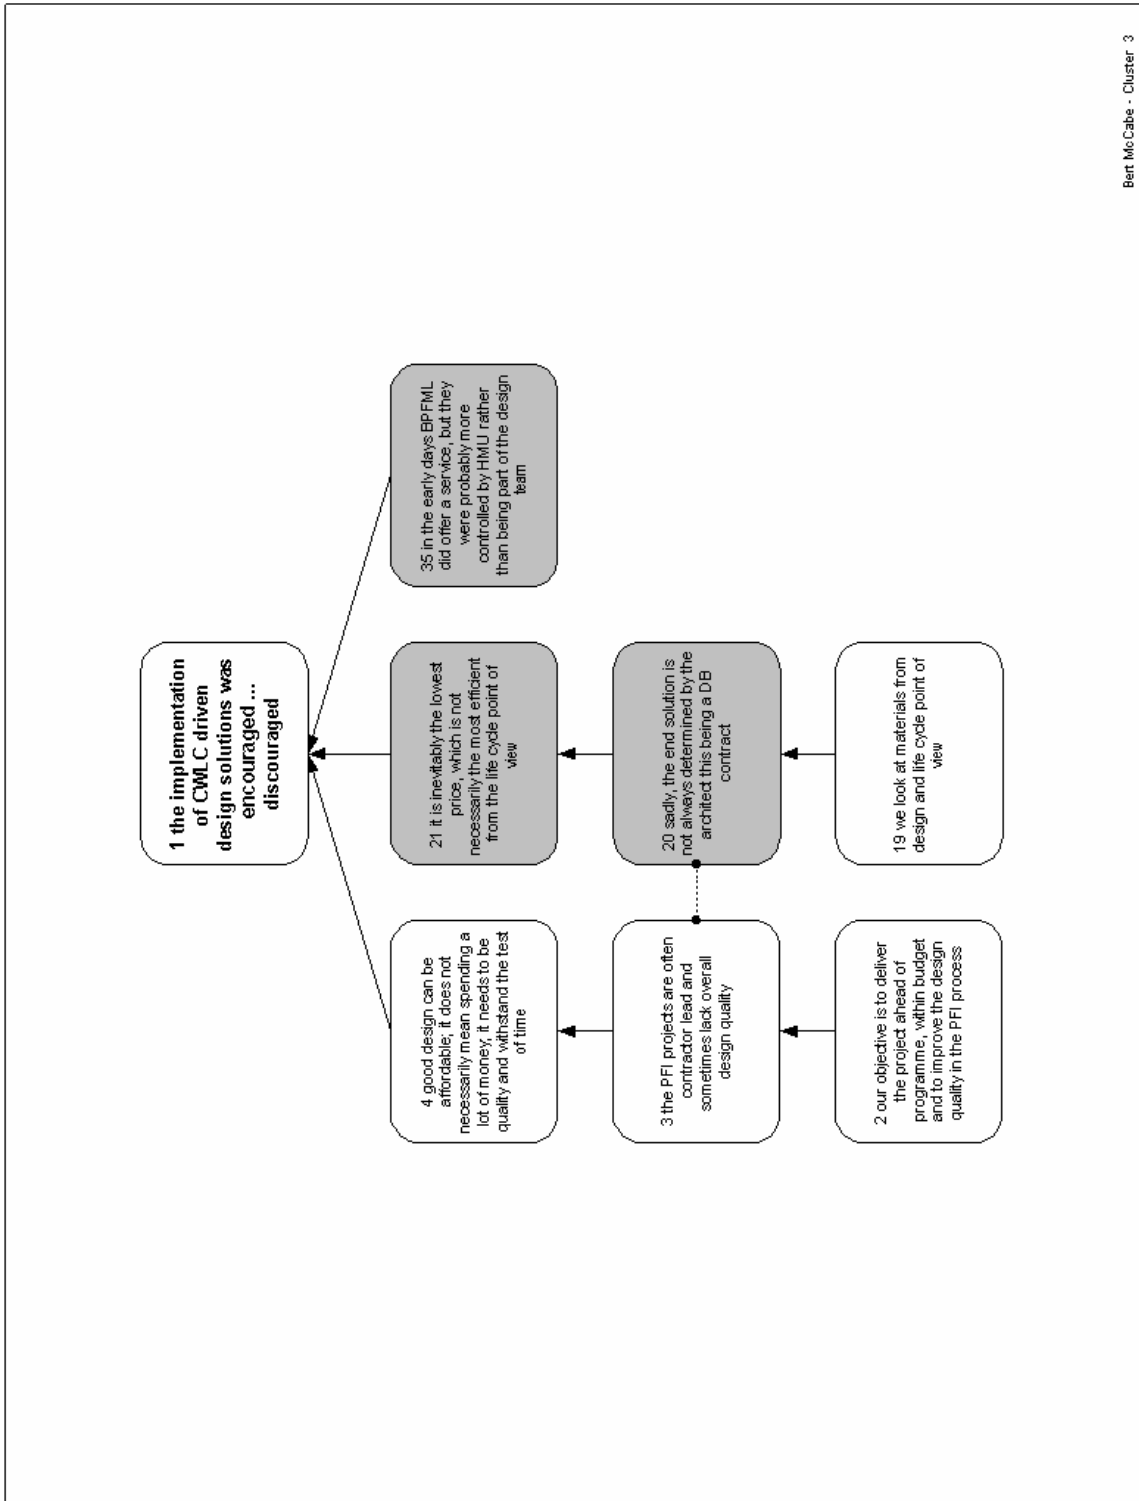 1 the implementation
of CWLC driven
design solutions was
encouraged ...
discouraged
4 good design can be
affordable; it does not
necessarily mean spending a
lot of money, it needs to be
quality and withstand the test
of time
21 it is inevitably the lowest
price, which is not
necessarily the most efficient
from the life cycle point of
view
35 in the early days BPFML
did offer a service, but they
were probably more
controlled by HMU rather
than being part of the design
team
3 the PFI projects are often
contractor lead and
sometimes lack overall
design quality
20 sadly, the end solution is
not always determined by the
archited this being a DB
contract
2 our objective is to deliver
the project ahead of
programme, within budget
and to improve the design
quality in the PFI process
19 we look at materials from
design and life cycle point of
view
Bert McCabe - Cluster 3